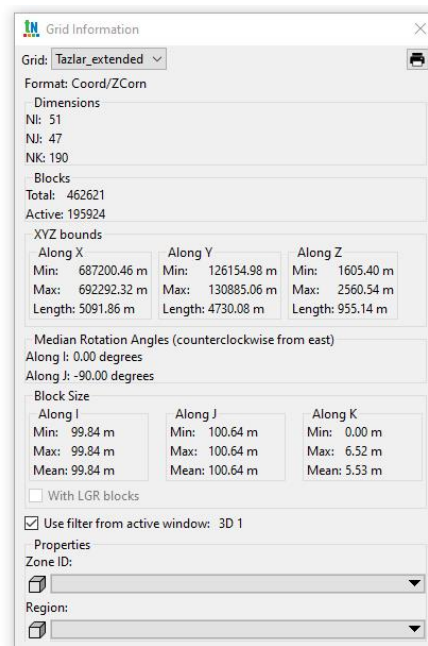 tN Grid Information
Grid: Tazlar_extended
Format: Coord/ZCorn
Dimensions
NI: 51
NJ: 47
NK: 190
Blocks
Total: 462621
Active: 195924
XYZ bounds
Along X Along Y Along Z
Min: 687200.46 m Min: 126154.98 m Min: 1605.40 m
Max: 692292.32 m Max: 130885.06 m Max: 2560.54 m
Length: 5091.86 m Length: 4730.08 m Length: 955.14 m
Median Rotation Angles (counterclockwise from east)
Along I: 0.00 degrees
Along J: -90.00 degrees
Block Size
Along I Along J Along K
Min: 99.84 m Min: 100.64 m Min: 0.00 m
Max: 99.84 m Max: 100.64 m Max: 6.52 m
Mean: 99.84 m Mean: 100.64 m Mean: 5.53 m
With LGR blocks
Use filter from active window: 3D 1
Properties
Zone ID:
Region: